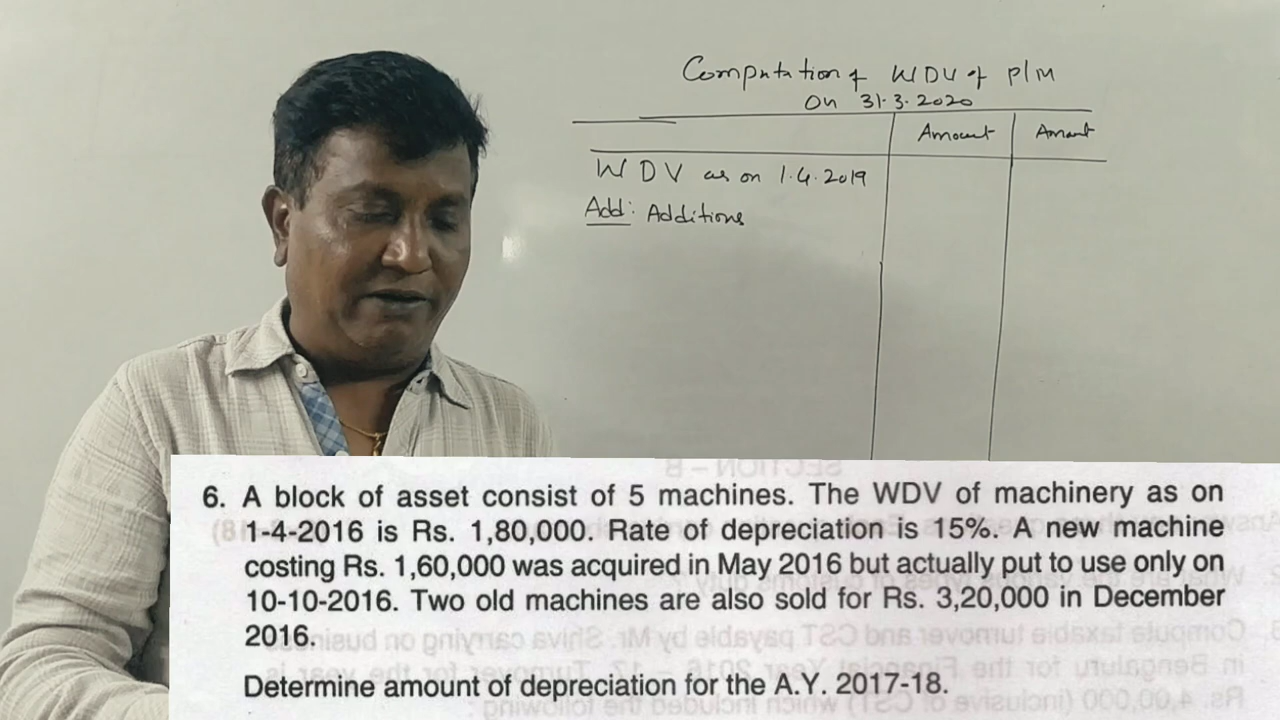 Computation of WDV of P/M
On 31.3.2020
Amount Amount
WDV as on 1.4.2019
Add: Additions
6. A block of asset consist of 5 machines. The WDV of machinery as on
1-4-2016 is Rs. 1,80,000. Rate of depreciation is 15%. A new machine
costing Rs. 1,60,000 was acquired in May 2016 but actually put to use only on
10-10-2016. Two old machines are also sold for Rs. 3,20,000 in December
2016.
Determine amount of depreciation for the A.Y. 2017-18.